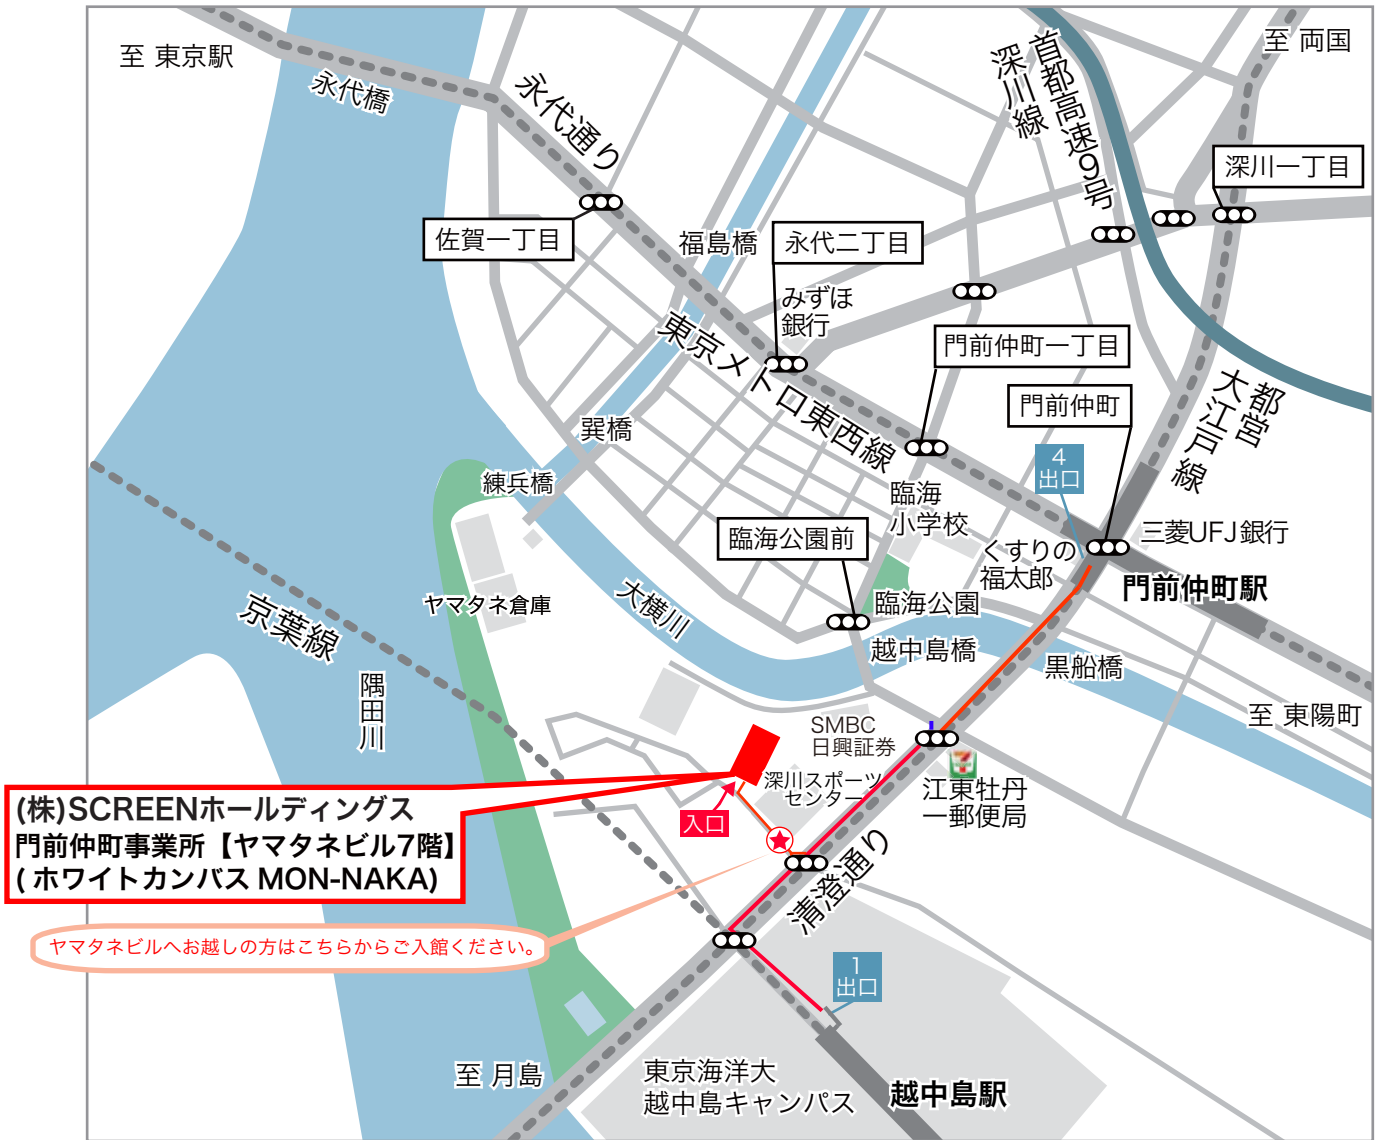 至 東京駅
永代橋
永代通り
首都高速9号
深川線
至 両国
深川一丁目
佐賀一丁目
福島橋
永代二丁目
みずほ
銀行
東京メトロ東西線
門前仲町一丁目
門前仲町
都営
大江戸線
巽橋
練兵橋
4
出口
臨海
小学校
臨海公園前
くすりの
福太郎
三菱UFJ銀行
門前仲町駅
ヤマタネ倉庫
大横川
臨海公園
越中島橋
黒船橋
京葉線
隅田川
至 東陽町
SMBC
日興証券
深川スポーツ
センター
江東牡丹
一郵便局
入口
(株)SCREENホールディングス
門前仲町事業所【ヤマタネビル7階】
( ホワイトカンバス MON-NAKA)
清澄通り
ヤマタネビルへお越しの方はこちらからご入館ください。
1
出口
至 月島
東京海洋大
越中島キャンパス
越中島駅